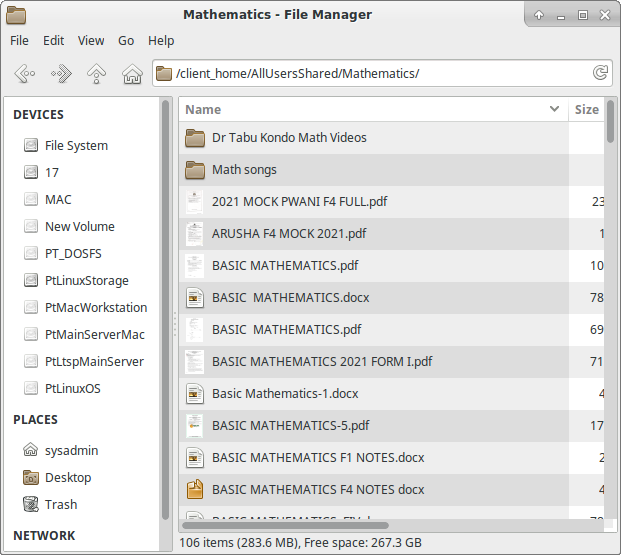 Mathematics - File Manager
File Edit View Go Help
/client_home/AllUsersShared/Mathematics/
DEVICES
File System
17
MAC
New Volume
PT_DOSFS
PtLinuxStorage
PtMacWorkstation
PtMainServerMac
PtLtspMainServer
PtLinuxOS
PLACES
sysadmin
Desktop
Trash
NETWORK
Name Size
Dr Tabu Kondo Math Videos
Math songs
2021 MOCK PWANI F4 FULL.pdf 23
ARUSHA F4 MOCK 2021.pdf 1
BASIC MATHEMATICS.pdf 10
BASIC  MATHEMATICS.docx 78
BASIC  MATHEMATICS.pdf 69
BASIC MATHEMATICS 2021 FORM I.pdf 71
Basic Mathematics-1.docx 4
BASIC MATHEMATICS-5.pdf 17
BASIC MATHEMATICS F1 NOTES.docx 2
BASIC MATHEMATICS F4 NOTES docx 4
106 items (283.6 MB), Free space: 267.3 GB